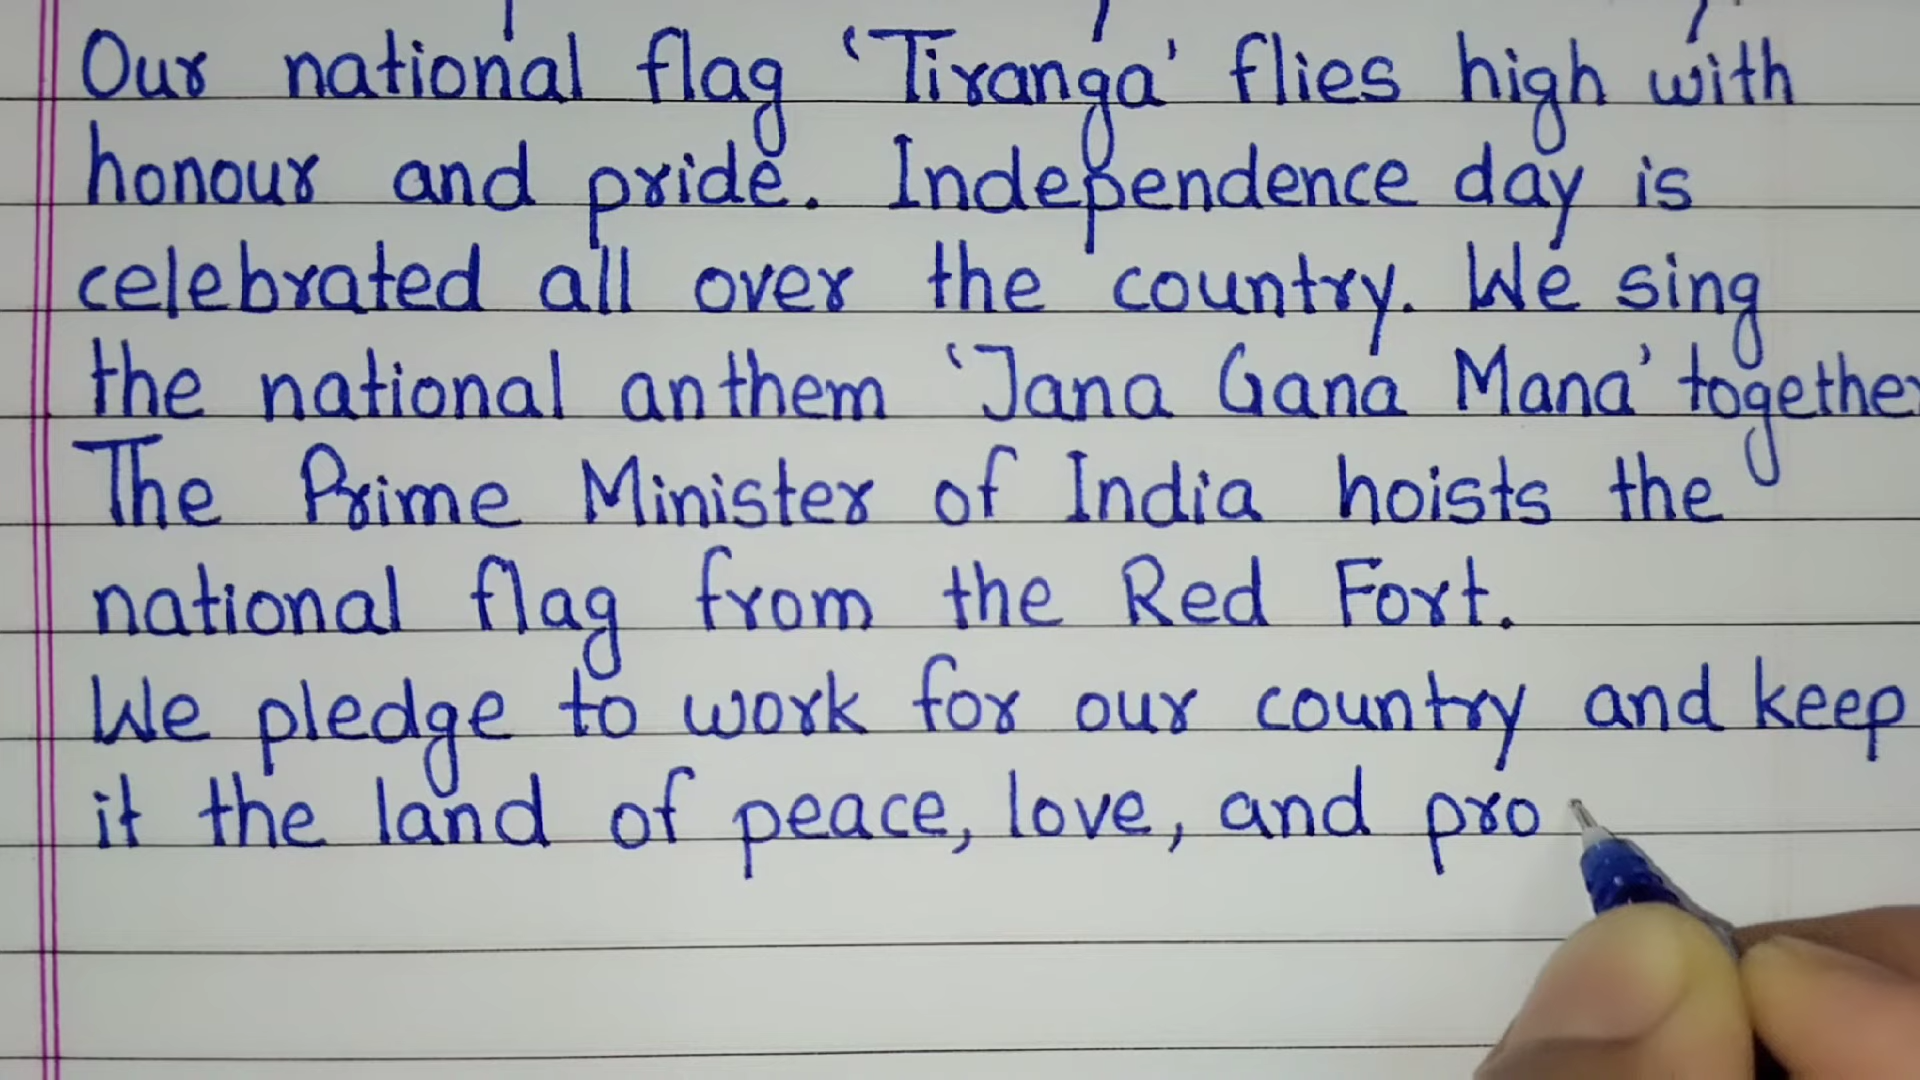 Our national flag 'Tiranga' flies high with
honour and pride. Independence day is
celebrated all over the country. We sing
the national anthem 'Jana Gana Mana' together
The Prime Minister of India hoists the
national flag from the Red Fort.
We pledge to work for our country and keep
it the land of peace, love, and pro